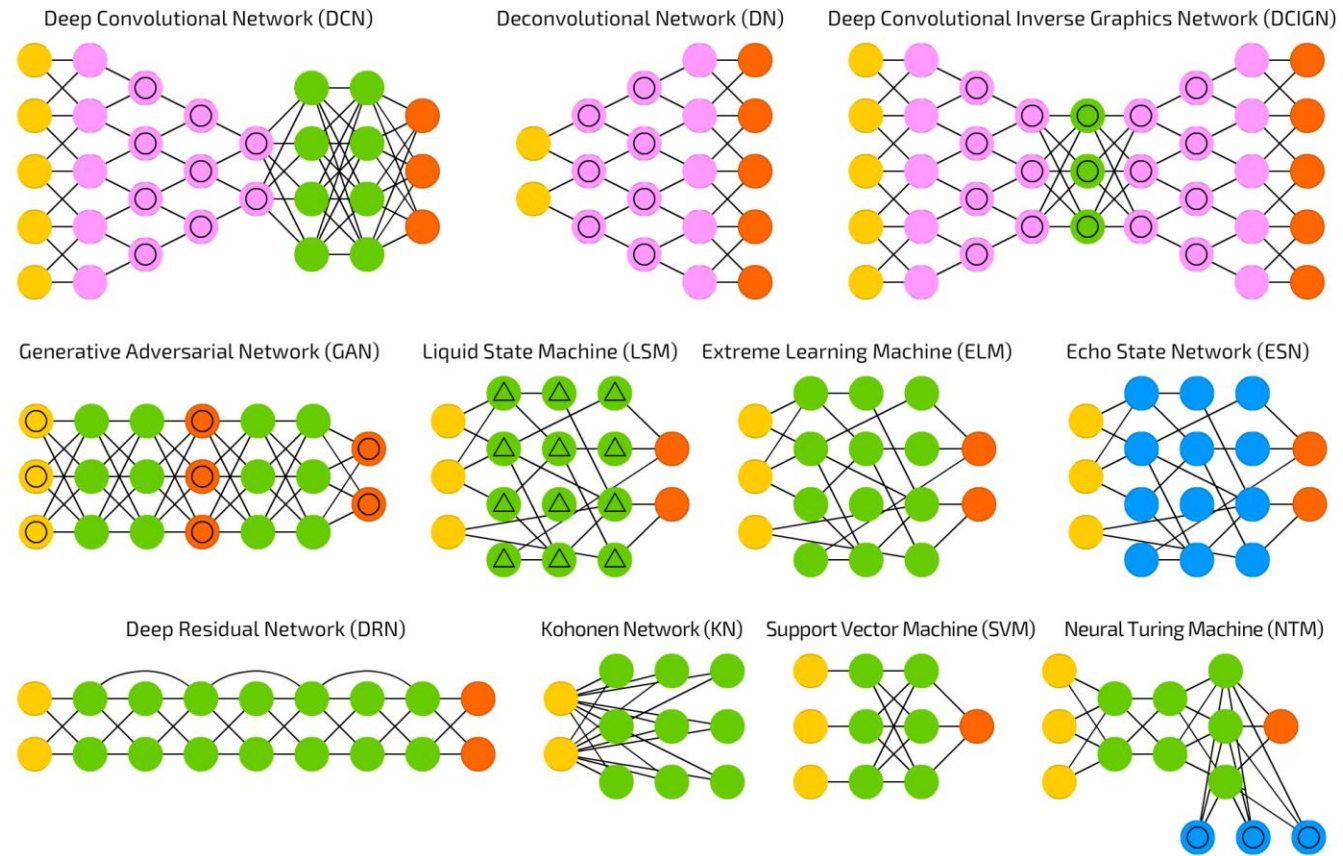 Deep Convolutional Network (DCN)
Deconvolutional Network (DN)
Deep Convolutional Inverse Graphics Network (DCIGN)
Generative Adversarial Network (GAN)
Liquid State Machine (LSM)
Extreme Learning Machine (ELM)
Echo State Network (ESN)
Deep Residual Network (DRN)
Kohonen Network (KN)
Support Vector Machine (SVM)
Neural Turing Machine (NTM)